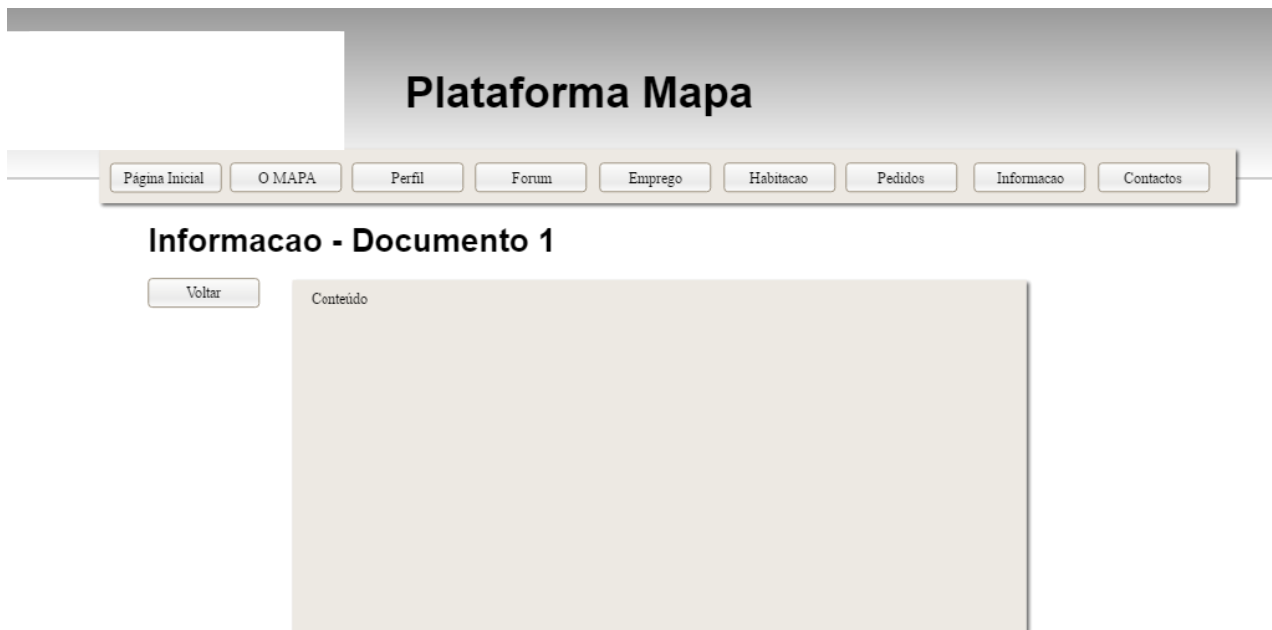 Plataforma Mapa
Página Inicial O MAPA Perfil Forum Emprego Habitacao Pedidos Informacao Contactos
Informacao - Documento 1
Voltar
Conteúdo